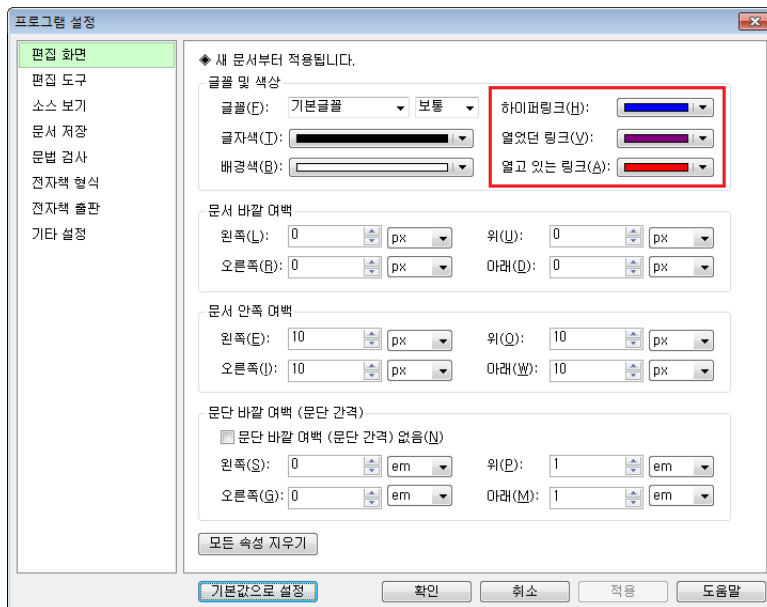 프로그램 설정
편집 화면
편집 도구
소스 보기
문서 저장
문법 검사
전자책 형식
전자책 출판
기타 설정
◈ 새 문서부터 적용됩니다.
글꼴 및 색상
글꼴(F): 기본글꼴 보통 하이퍼링크(H):
글자색(T): 열었던 링크(V):
배경색(B): 열고 있는 링크(A):
문서 바깥 여백
왼쪽(L): 0 px 위(U): 0 px
오른쪽(R): 0 px 아래(D): 0 px
문서 안쪽 여백
왼쪽(E): 10 px 위(O): 10 px
오른쪽(I): 10 px 아래(W): 10 px
문단 바깥 여백 (문단 간격)
문단 바깥 여백 (문단 간격) 없음(N)
왼쪽(S): 0 em 위(P): 1 em
오른쪽(G): 0 em 아래(M): 1 em
모든 속성 지우기
기본값으로 설정 확인 취소 적용 도움말